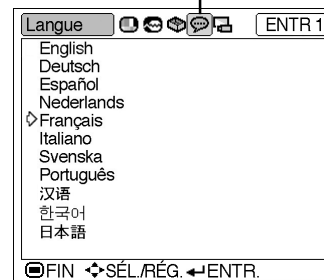 Langue ENTR 1
English
Deutsch
Español
Nederlands
Français
Italiano
Svenska
Português
汉语
한국어
日本語
FIN SÉL./RÉG. ENTR.